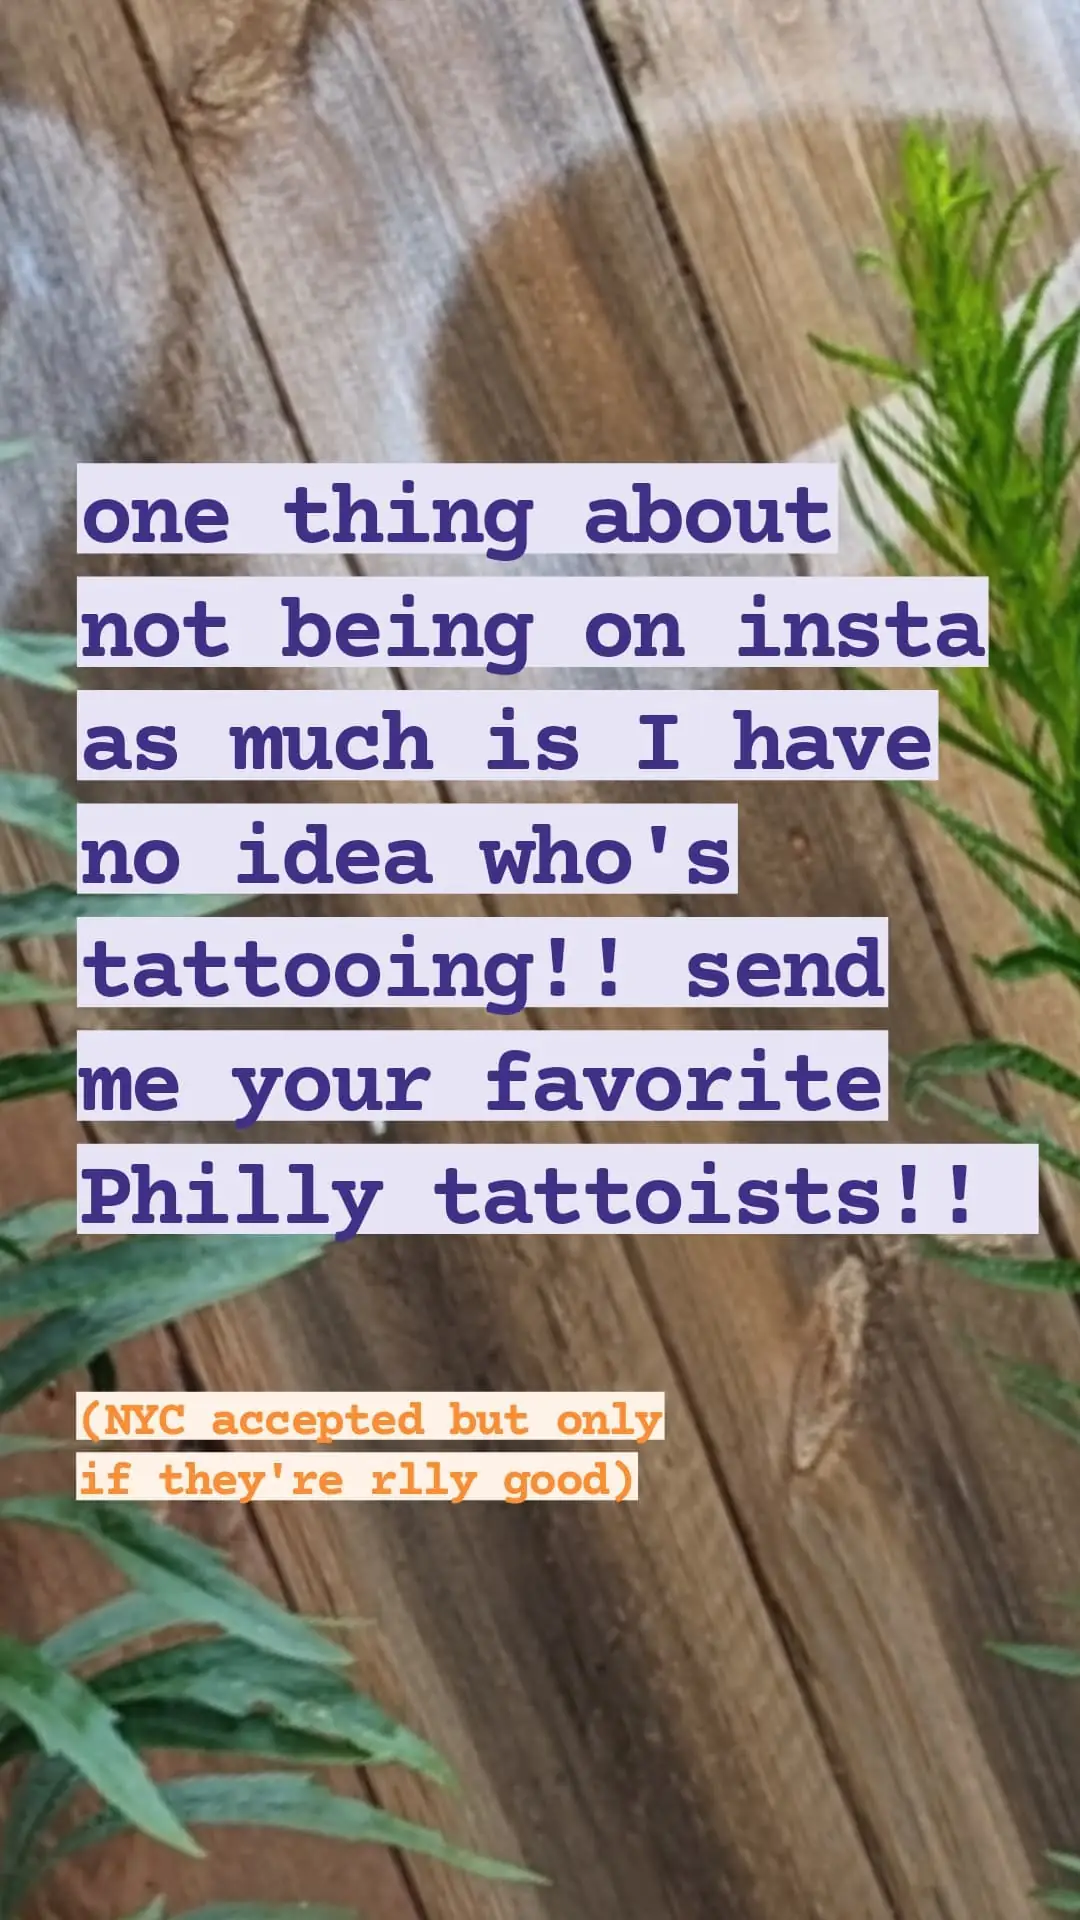 one thing about
not being on insta
as much is I have
no idea who's
tattooing!! send
me your favorite
Philly tattoists!!
(NYC accepted but only
if they're rlly good)